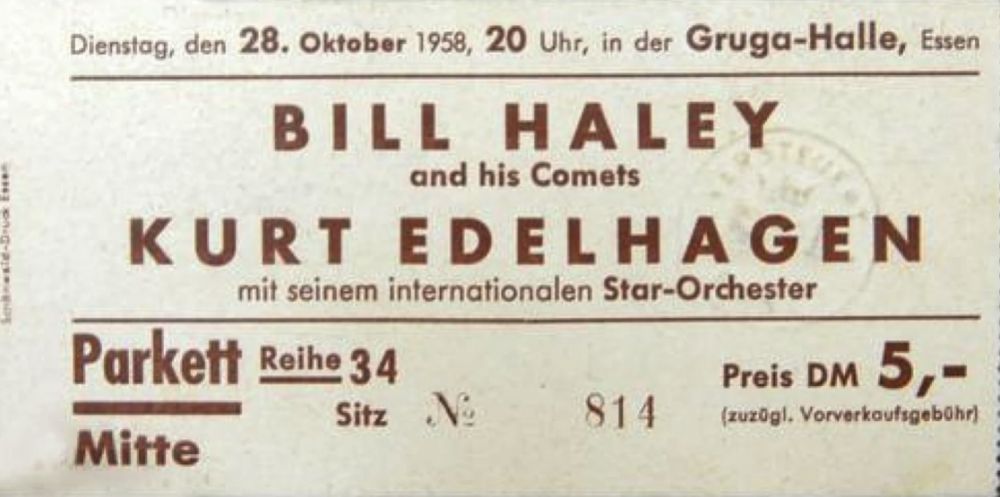 Dienstag, den 28. Oktober 1958, 20 Uhr, in der Gruga-Halle, Essen
BILL HALEY
and his Comets
KURT EDELHAGEN
mit seinem internationalen Star-Orchester
Parkett Reihe 34
Sitz № 814
Mitte
Preis DM 5,-
(zuzügl. Vorverkaufsgebühr)